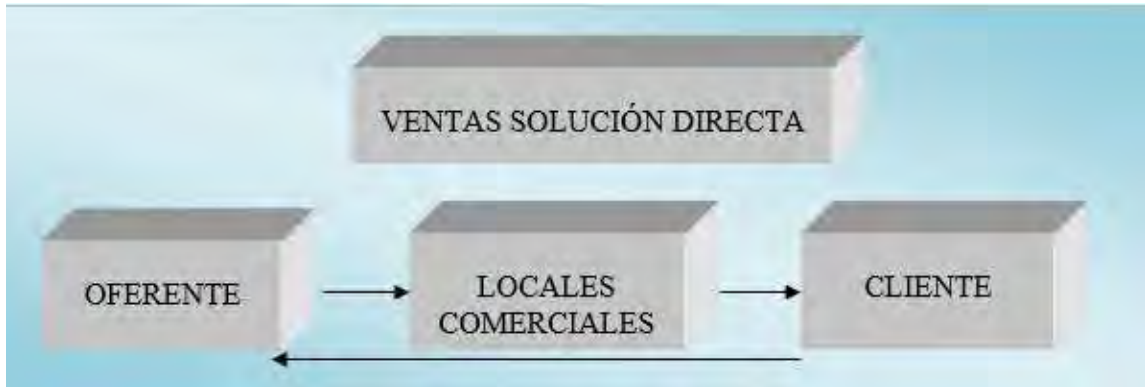 VENTAS SOLUCIÓN DIRECTA
OFERENTE
LOCALES
COMERCIALES
CLIENTE